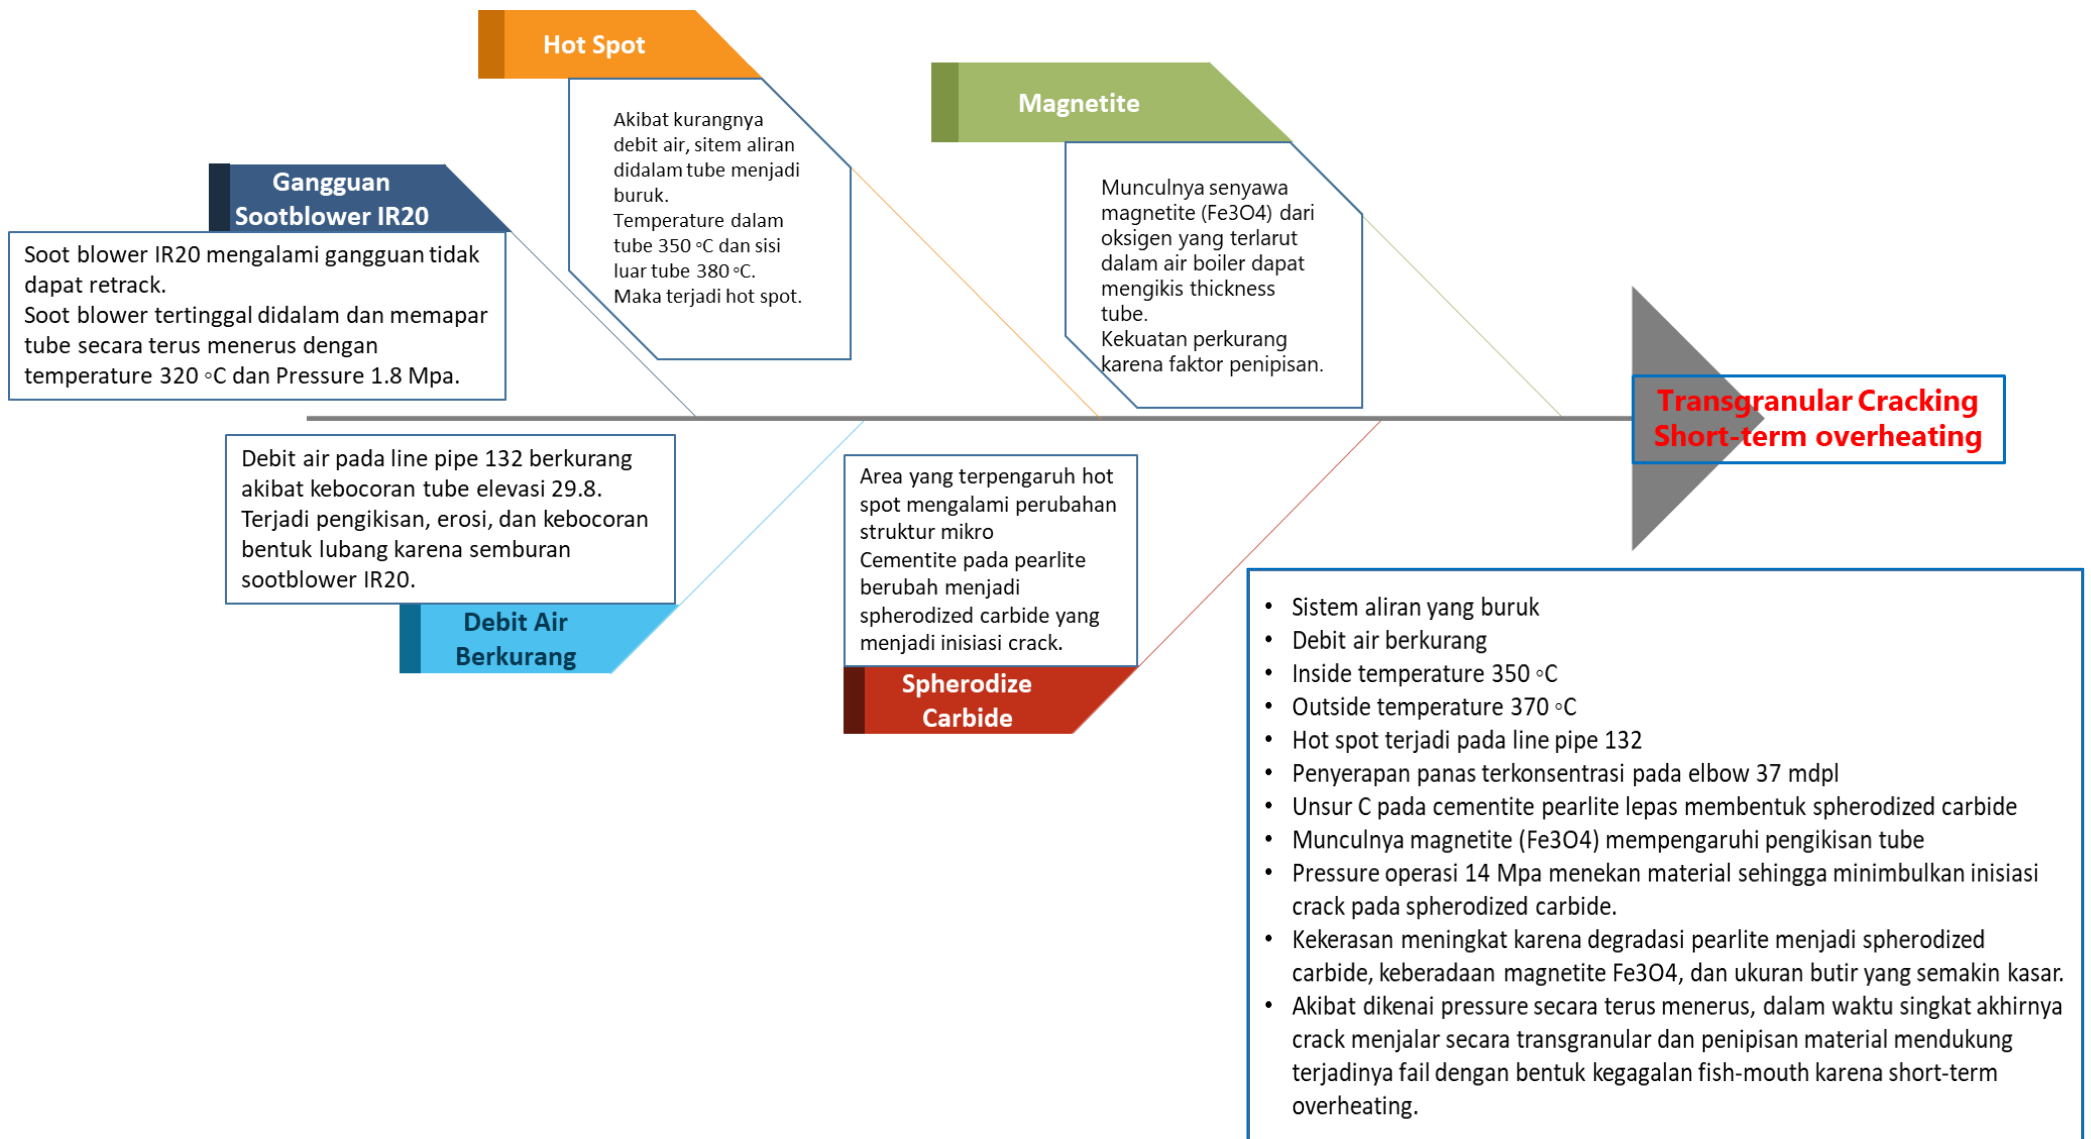 Hot Spot
Akibat kurangnya
debit air, sitem aliran
didalam tube menjadi
buruk.
Temperature dalam
tube 350 ◦C dan sisi
luar tube 380 ◦C.
Maka terjadi hot spot.
Magnetite
Munculnya senyawa
magnetite (Fe3O4) dari
oksigen yang terlarut
dalam air boiler dapat
mengikis thickness
tube.
Kekuatan perkurang
karena faktor penipisan.
Gangguan
Sootblower IR20
Soot blower IR20 mengalami gangguan tidak
dapat retrack.
Soot blower tertinggal didalam dan memapar
tube secara terus menerus dengan
temperature 320 ◦C dan Pressure 1.8 Mpa.
Transgranular Cracking
Short-term overheating
Debit air pada line pipe 132 berkurang
akibat kebocoran tube elevasi 29.8.
Terjadi pengikisan, erosi, dan kebocoran
bentuk lubang karena semburan
sootblower IR20.
Debit Air
Berkurang
Area yang terpengaruh hot
spot mengalami perubahan
struktur mikro
Cementite pada pearlite
berubah menjadi
spherodized carbide yang
menjadi inisiasi crack.
Spherodize
Carbide
• Sistem aliran yang buruk
• Debit air berkurang
• Inside temperature 350 ◦C
• Outside temperature 370 ◦C
• Hot spot terjadi pada line pipe 132
• Penyerapan panas terkonsentrasi pada elbow 37 mdpl
• Unsur C pada cementite pearlite lepas membentuk spherodized carbide
• Munculnya magnetite (Fe3O4) mempengaruhi pengikisan tube
• Pressure operasi 14 Mpa menekan material sehingga minimbulkan inisiasi
crack pada spherodized carbide.
• Kekerasan meningkat karena degradasi pearlite menjadi spherodized
carbide, keberadaan magnetite Fe3O4, dan ukuran butir yang semakin kasar.
• Akibat dikenai pressure secara terus menerus, dalam waktu singkat akhirnya
crack menjalar secara transgranular dan penipisan material mendukung
terjadinya fail dengan bentuk kegagalan fish-mouth karena short-term
overheating.